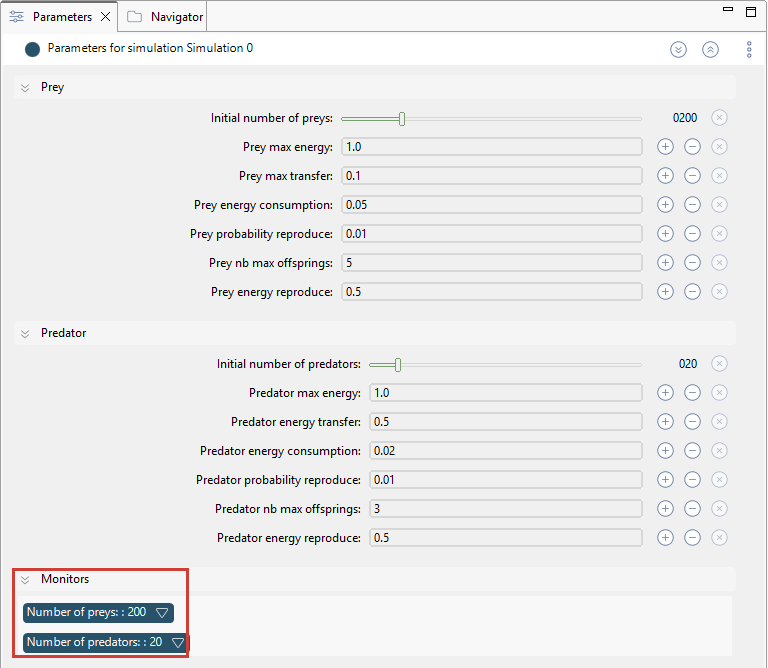 Parameters Navigator
Parameters for simulation Simulation 0
Prey
Initial number of preys: 0200
Prey max energy: 1.0
Prey max transfer: 0.1
Prey energy consumption: 0.05
Prey probability reproduce: 0.01
Prey nb max offsprings: 5
Prey energy reproduce: 0.5
Predator
Initial number of predators: 020
Predator max energy: 1.0
Predator energy transfer: 0.5
Predator energy consumption: 0.02
Predator probability reproduce: 0.01
Predator nb max offsprings: 3
Predator energy reproduce: 0.5
Monitors
Number of preys: : 200
Number of predators: : 20